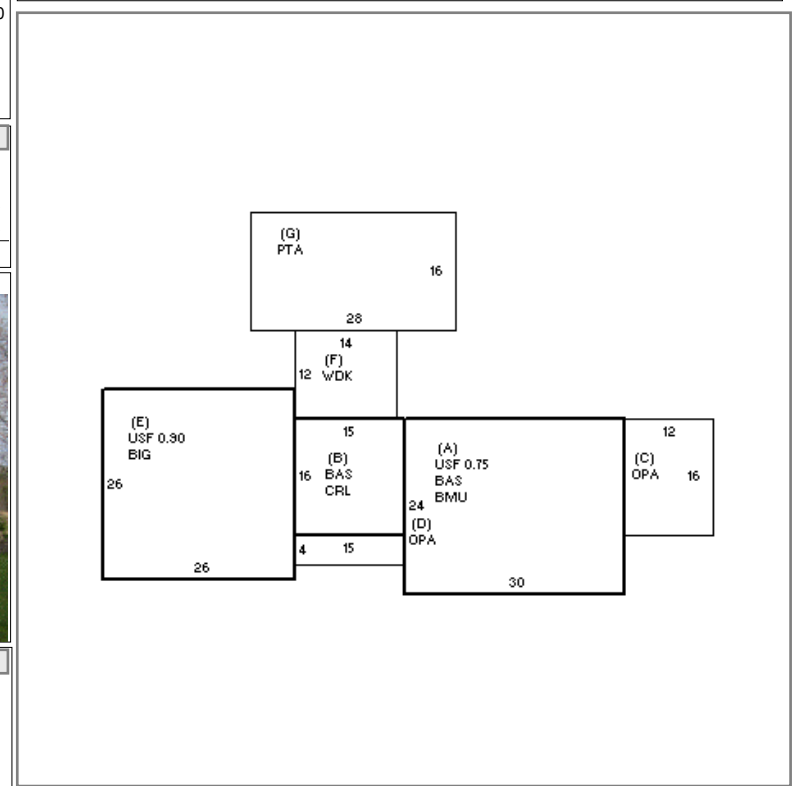 (G)
PTA
16
28
14
(F)
12 WDK
(E)
USF 0.90
BIG
26
26
15
(B)
16 BAS
CRL
4 15
(A)
USF 0.75
BAS
BMU
24
(D)
OPA
30
12
(C)
OPA 16